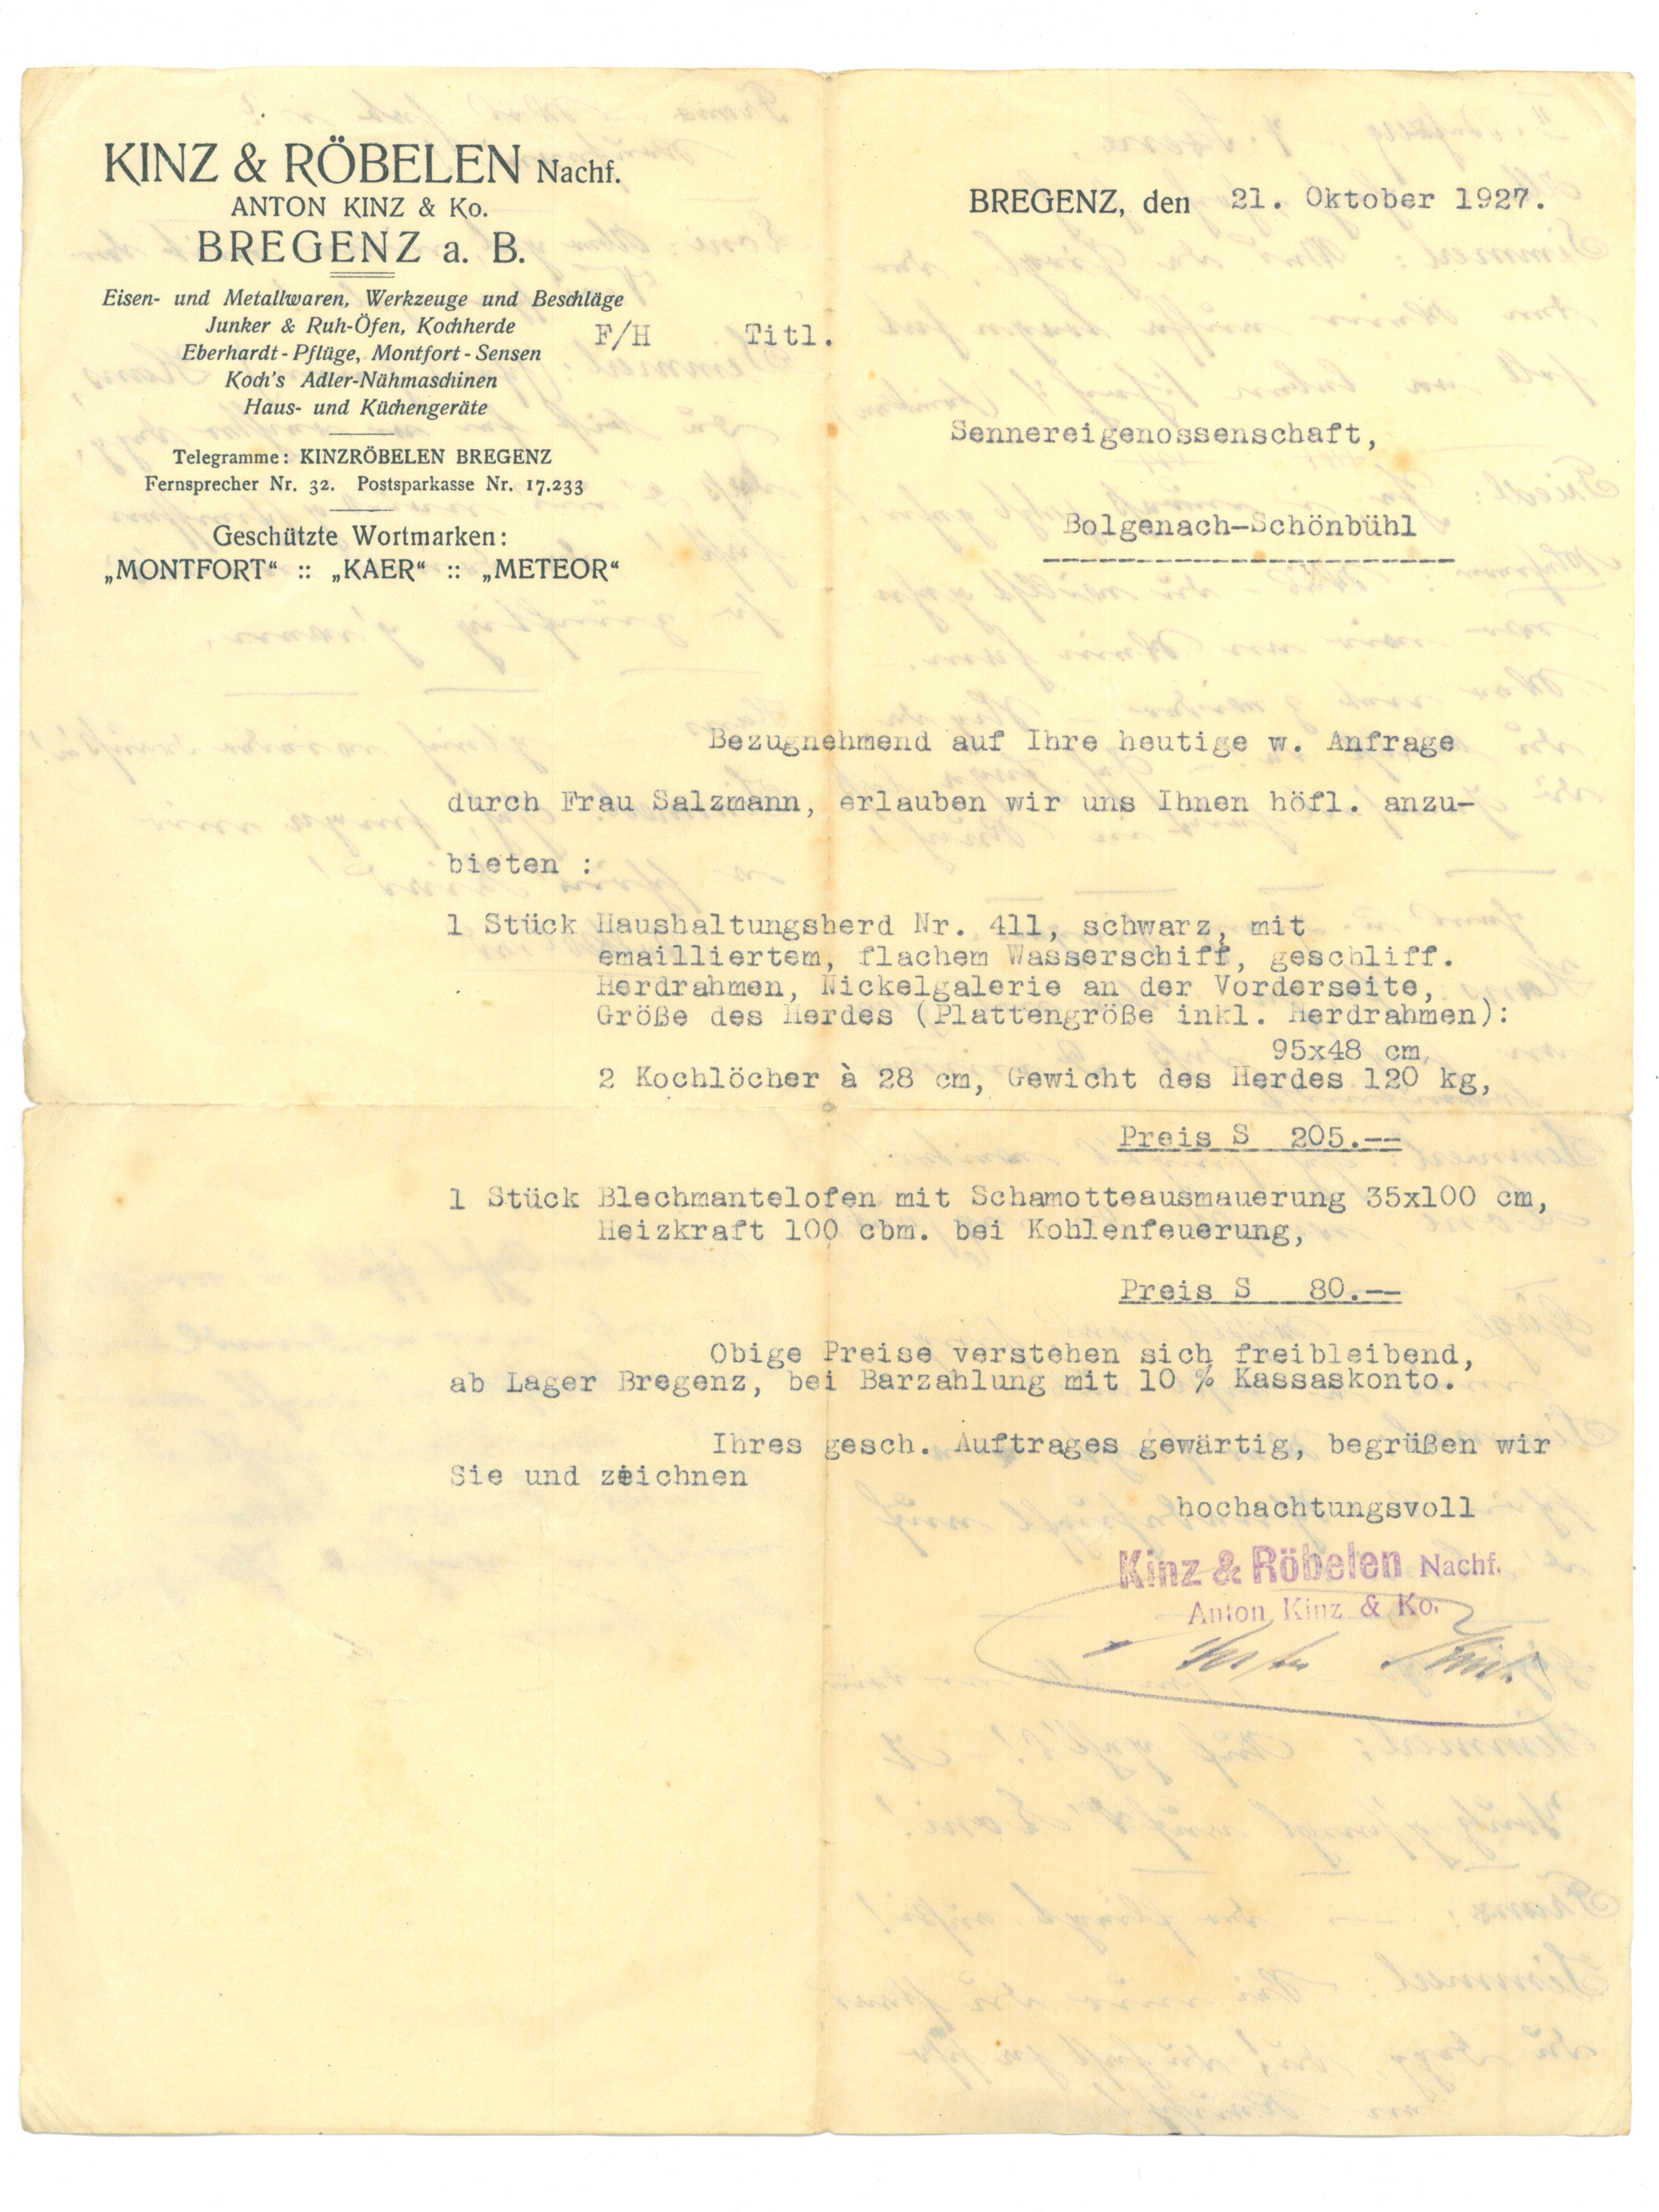 KINZ & RÖBELEN Nachf.
ANTON KINZ & Ko.
BREGENZ a. B.
Eisen- und Metallwaren, Werkzeuge und Beschläge
Junker & Ruh-Öfen, Kochherde
Eberhardt-Pflüge, Montfort-Sensen
Koch's Adler-Nähmaschinen
Haus- und Küchengeräte
Telegramme: KINZRÖBELEN BREGENZ
Fernsprecher Nr. 32. Postsparkasse Nr. 17.233
Geschützte Wortmarken:
„MONTFORT“ :: „KAER“ :: „METEOR“
BREGENZ, den 21. Oktober 1927.
F/H Titl.
Sennereigenossenschaft,
Bolgenach-Schönbühl
Bezugnehmend auf Ihre heutige w. Anfrage
durch Frau Salzmann, erlauben wir uns Ihnen höfl. anzu-
bieten :
1 Stück Haushaltungsherd Nr. 411, schwarz, mit
emailliertem, flachem Wasserschiff, geschliff.
Herdrahmen, Nickelgalerie an der Vorderseite,
Größe des Herdes (Plattengröße inkl. Herdrahmen):
95x48 cm,
2 Kochlöcher à 28 cm, Gewicht des Herdes 120 kg,
Preis S 205.--
1 Stück Blechmantelofen mit Schamotteausmauerung 35x100 cm,
Heizkraft 100 cbm. bei Kohlenfeuerung,
Preis S 80.--
Obige Preise verstehen sich freibleibend,
ab Lager Bregenz, bei Barzahlung mit 10 % Kassaskonto.
Ihres gesch. Auftrages gewärtig, begrüßen wir
Sie und zeichnen
hochachtungsvoll
Kinz & Röbelen Nachf.
Anton Kinz & Ko.